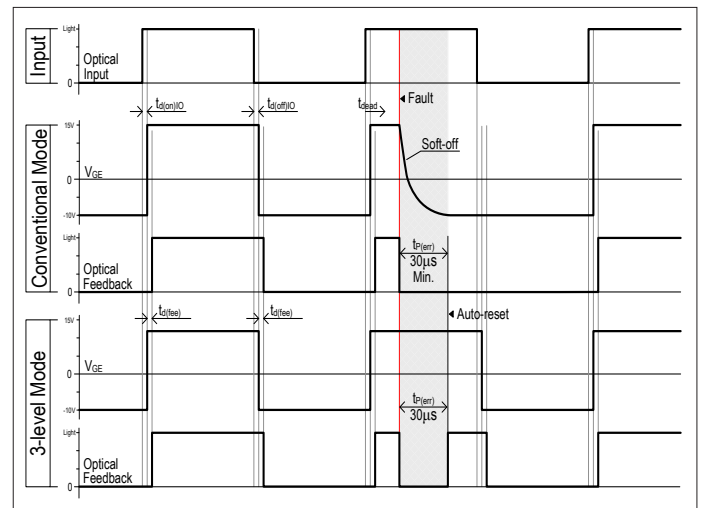 Input
Light
Optical
Input
0
td(on)IO
td(off)IO
tdead
◄ Fault
Conventional Mode
15V
VGE
0
-10V
Soft-off
Light
Optical
Feedback
0
tP(err)
30µs
Min.
◄ Auto-reset
td(fee)
td(fee)
3-level Mode
15V
VGE
0
-10V
tP(err)
30µs
Light
Optical
Feedback
0